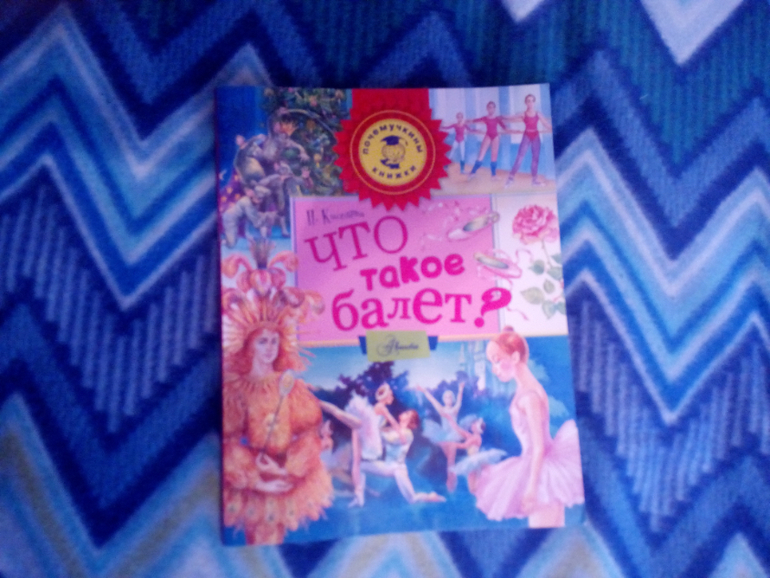 почемучкины
книжки
что
такое
балет?